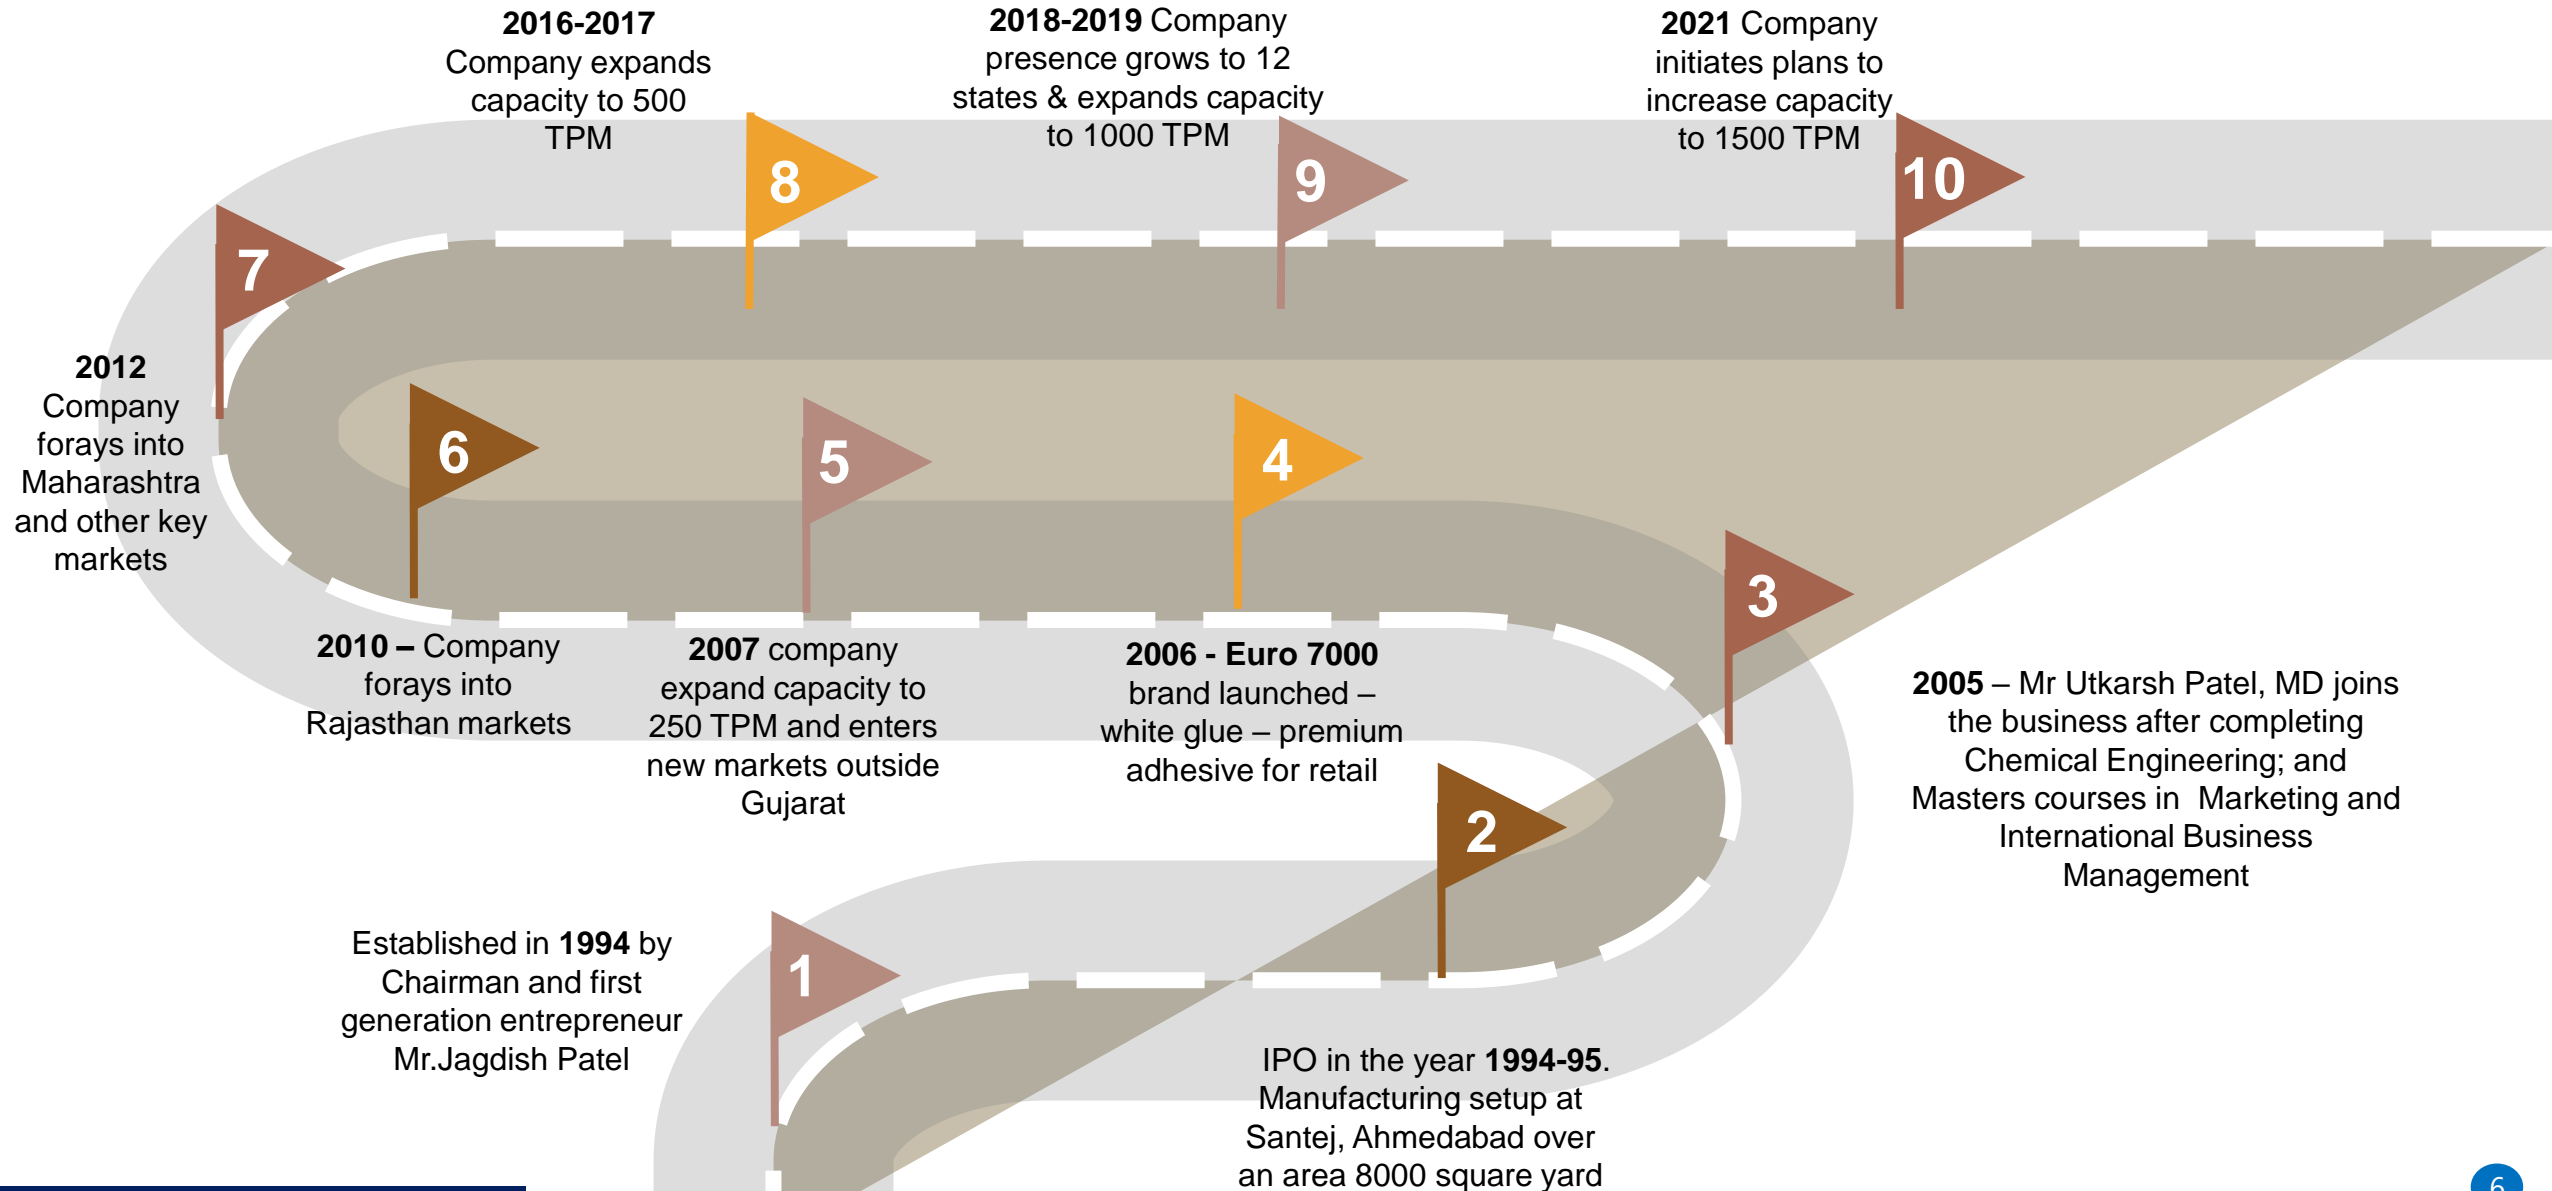 2016-2017
Company expands
capacity to 500
TPM
2018-2019 Company
presence grows to 12
states & expands capacity
to 1000 TPM
2021 Company
initiates plans to
increase capacity
to 1500 TPM
8
9
10
7
2012
Company
forays into
Maharashtra
and other key
markets
6
5
4
3
2010 – Company
forays into
Rajasthan markets
2007 company
expand capacity to
250 TPM and enters
new markets outside
Gujarat
2006 - Euro 7000
brand launched –
white glue – premium
adhesive for retail
2005 – Mr Utkarsh Patel, MD joins
the business after completing
Chemical Engineering; and
Masters courses in Marketing and
International Business
Management
2
1
Established in 1994 by
Chairman and first
generation entrepreneur
Mr.Jagdish Patel
IPO in the year 1994-95.
Manufacturing setup at
Santej, Ahmedabad over
an area 8000 square yard
6